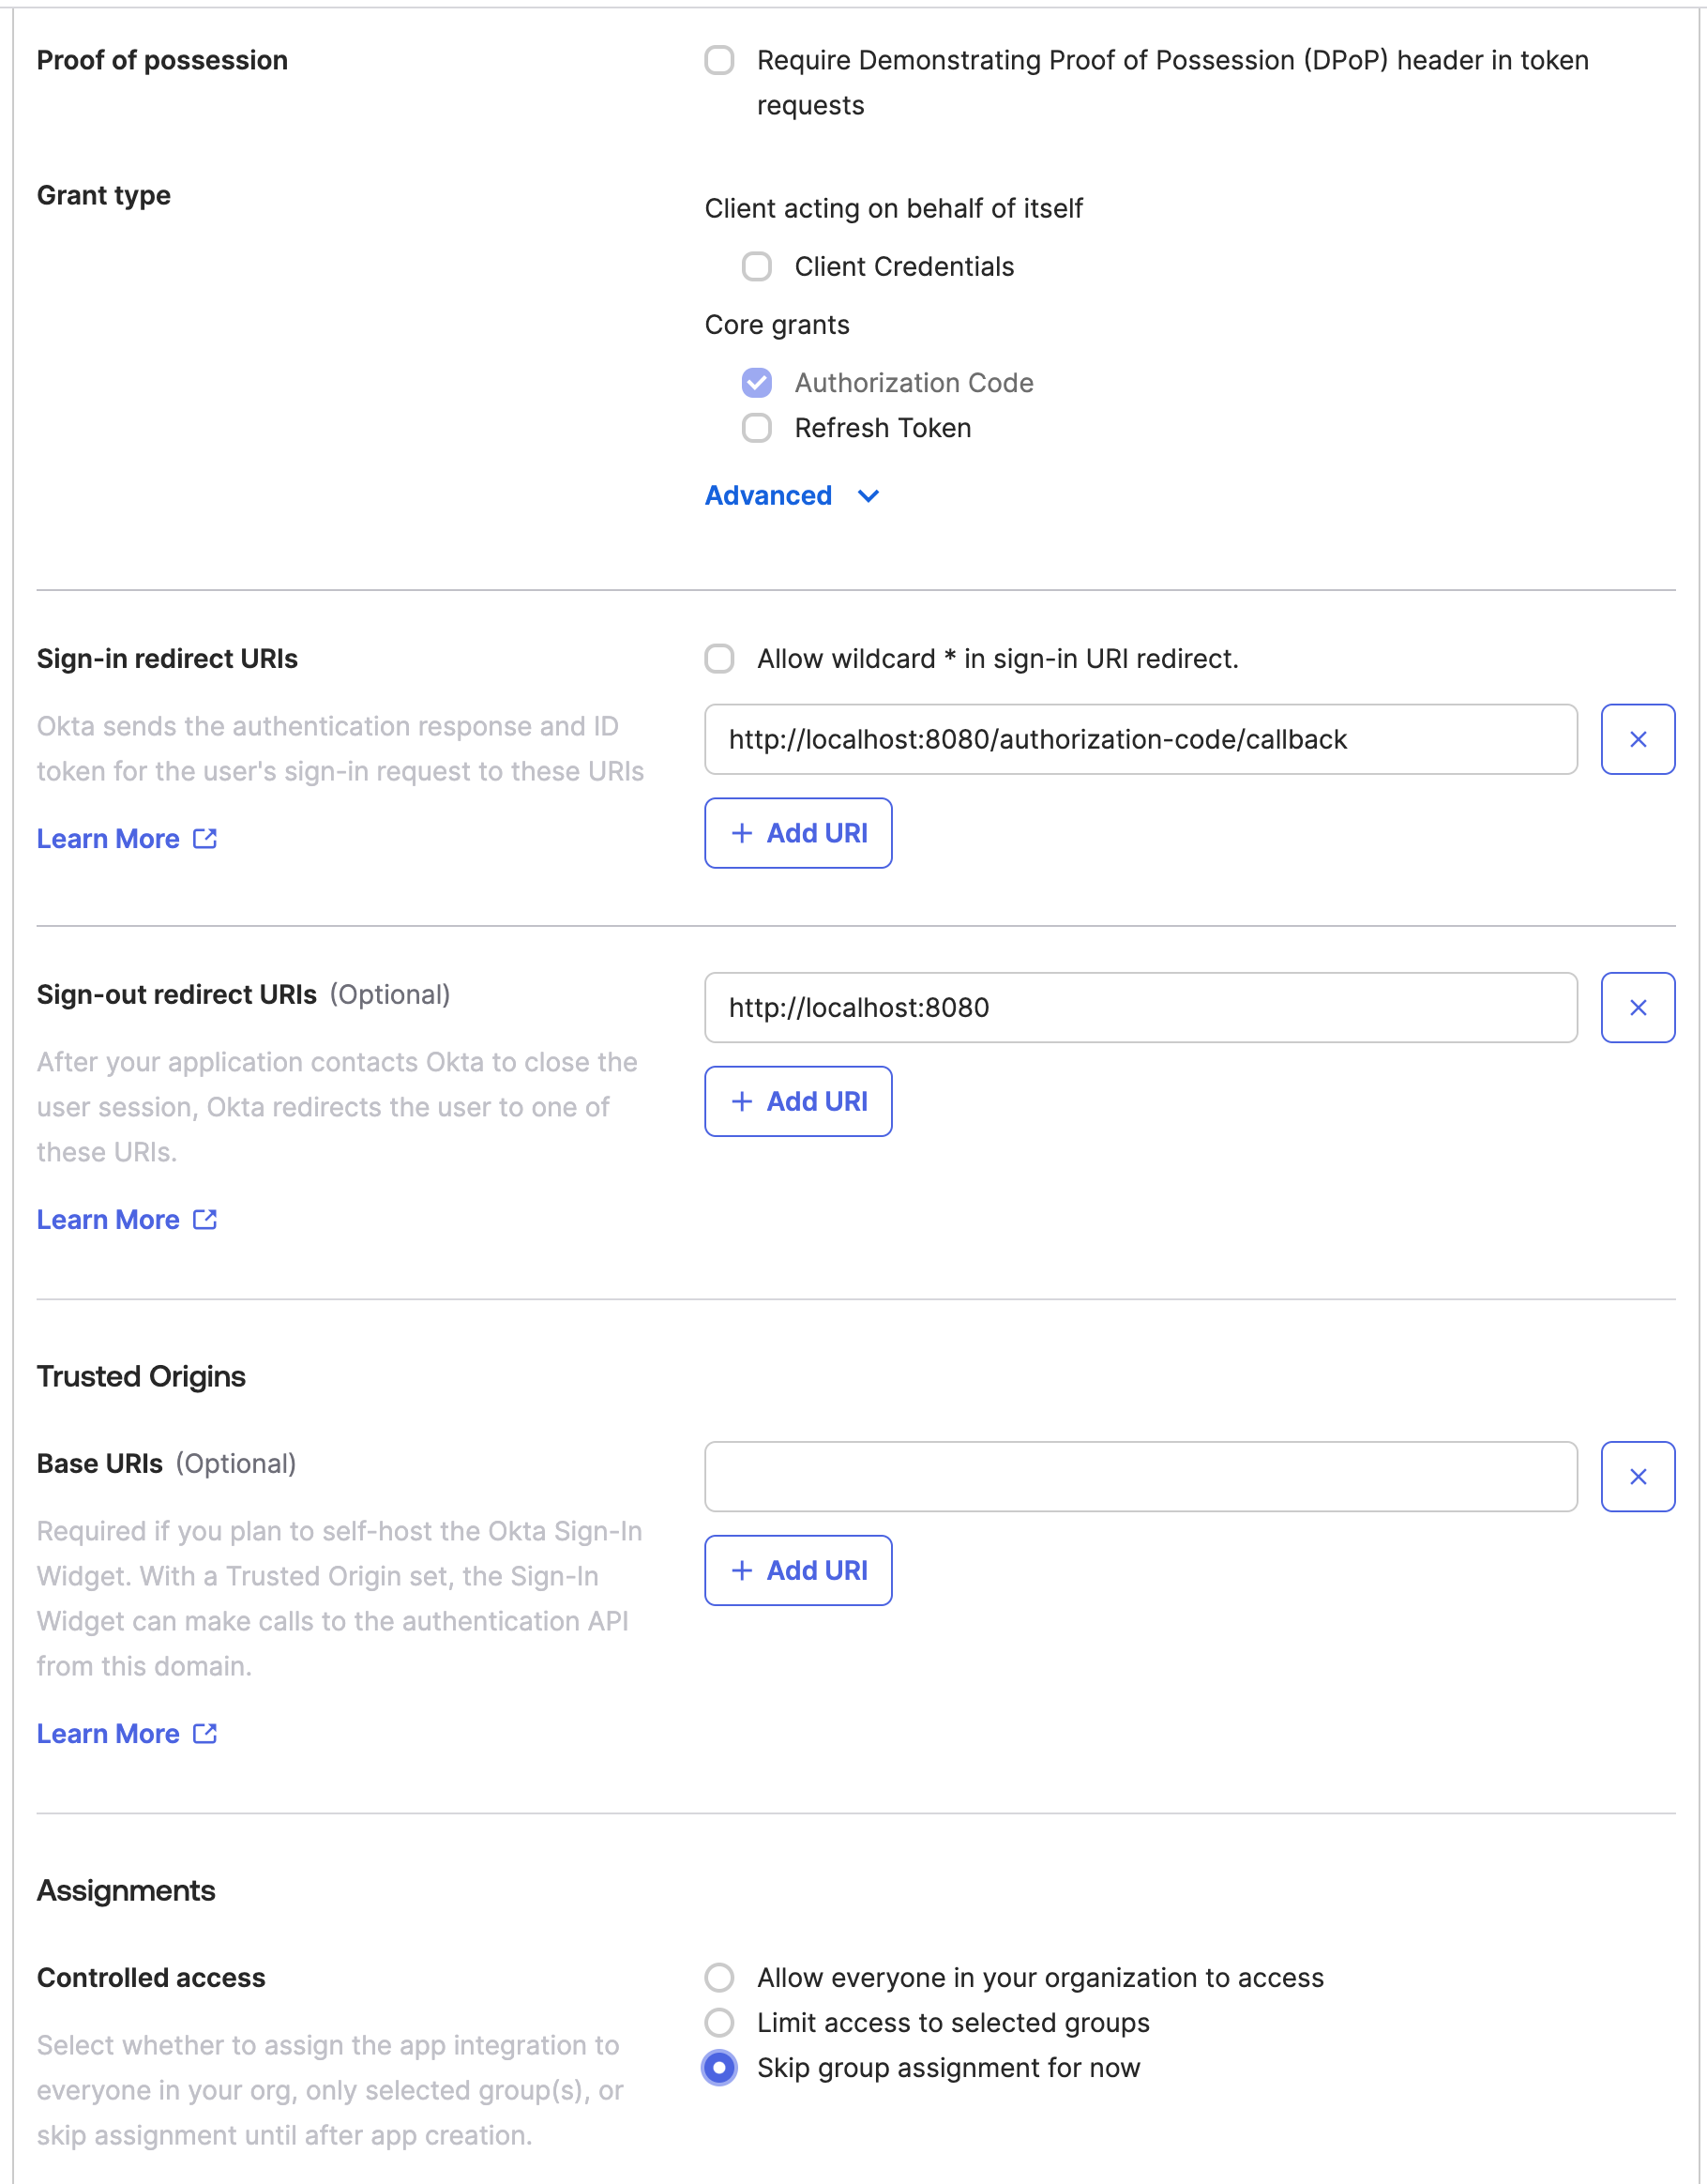 Proof of possession
Require Demonstrating Proof of Possession (DPoP) header in token
requests
Grant type
Client acting on behalf of itself
Client Credentials
Core grants
Authorization Code
Refresh Token
Advanced
Sign-in redirect URIs
Okta sends the authentication response and ID
token for the user's sign-in request to these URIs
Learn More
Allow wildcard * in sign-in URI redirect.
http://localhost:8080/authorization-code/callback
+ Add URI
Sign-out redirect URIs (Optional)
After your application contacts Okta to close the
user session, Okta redirects the user to one of
these URIs.
Learn More
http://localhost:8080
+ Add URI
Trusted Origins
Base URIs (Optional)
Required if you plan to self-host the Okta Sign-In
Widget. With a Trusted Origin set, the Sign-In
Widget can make calls to the authentication API
from this domain.
Learn More
+ Add URI
Assignments
Controlled access
Select whether to assign the app integration to
everyone in your org, only selected group(s), or
skip assignment until after app creation.
Allow everyone in your organization to access
Limit access to selected groups
Skip group assignment for now